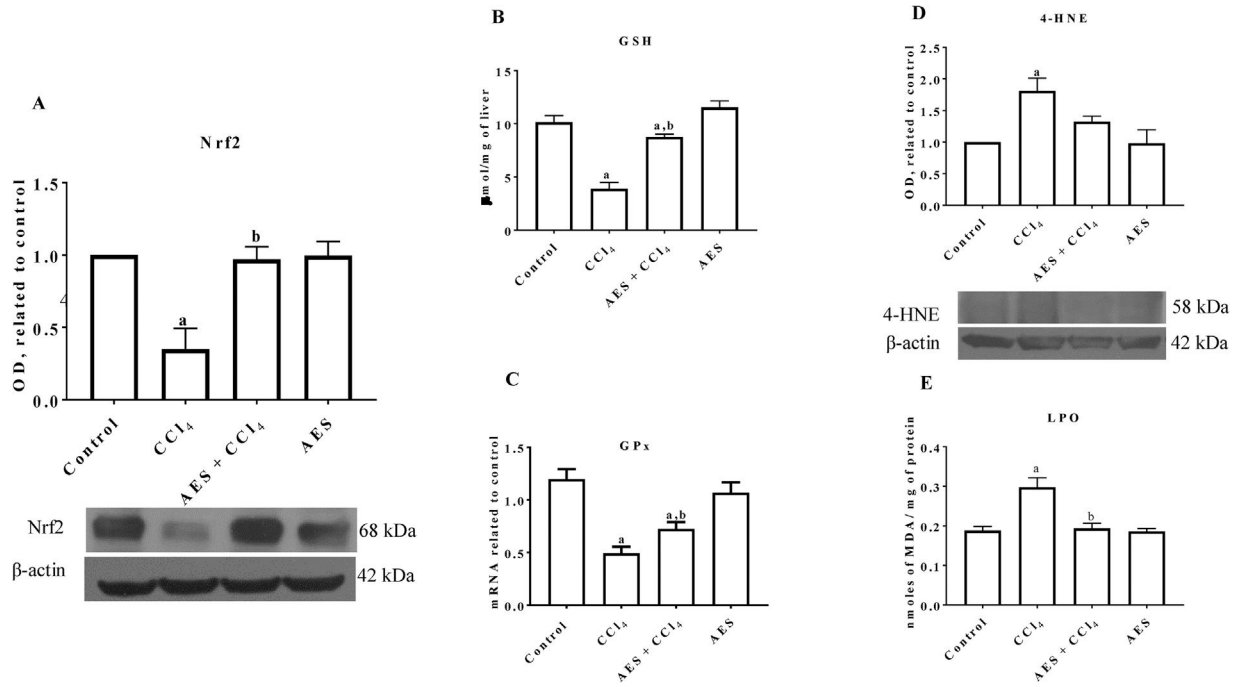 A
Nrf2
OD, related to control
1.5
1.0
0.5
0.0
a
b
Control
CCl₄
AES + CCl₄
AES
Nrf2
68 kDa
β-actin
42 kDa
B
GSH
mol/mg of liver
15
10
5
0
a
a,b
Control
CCl₄
AES + CCl₄
AES
C
GPx
mRNA related to control
1.5
1.0
0.5
0.0
a
a,b
Control
CCl₄
AES + CCl₄
AES
D
4-HNE
OD, related to control
2.5
2.0
1.5
1.0
0.5
0.0
a
Control
CCl₄
AES + CCl₄
AES
4-HNE
58 kDa
β-actin
42 kDa
E
LPO
nmoles of MDA / mg of protein
0.4
0.3
0.2
0.1
0.0
a
b
Control
CCl₄
AES + CCl₄
AES